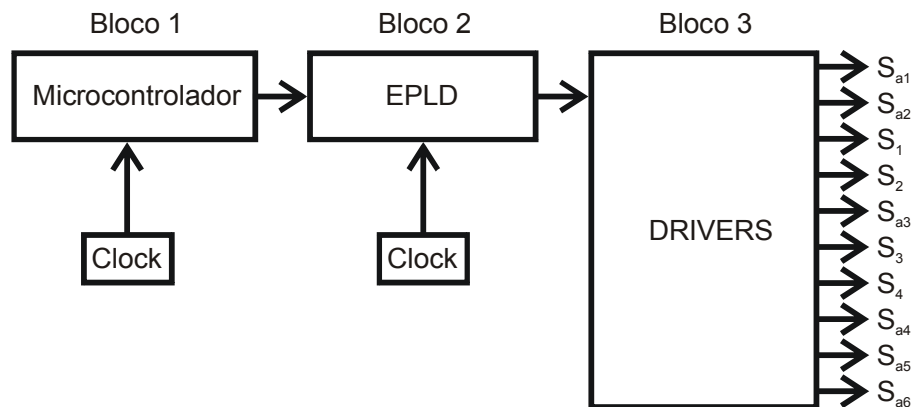 Bloco 1
Bloco 2
Bloco 3
Microcontrolador
EPLD
DRIVERS
Clock
Clock
Sa1
Sa2
S1
S2
Sa3
S3
S4
Sa4
Sa5
Sa6